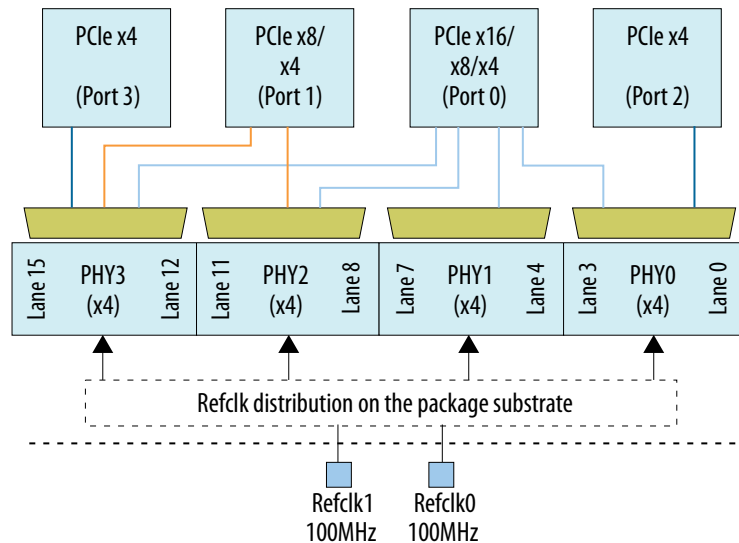 PCIe x4
(Port 3)
PCIe x8/
x4
(Port 1)
PCIe x16/
x8/x4
(Port 0)
PCIe x4
(Port 2)
Lane 15
PHY3
(x4)
Lane 12
Lane 11
PHY2
(x4)
Lane 8
Lane 7
PHY1
(x4)
Lane 4
Lane 3
PHY0
(x4)
Lane 0
Refclk distribution on the package substrate
Refclk1
100MHz
Refclk0
100MHz